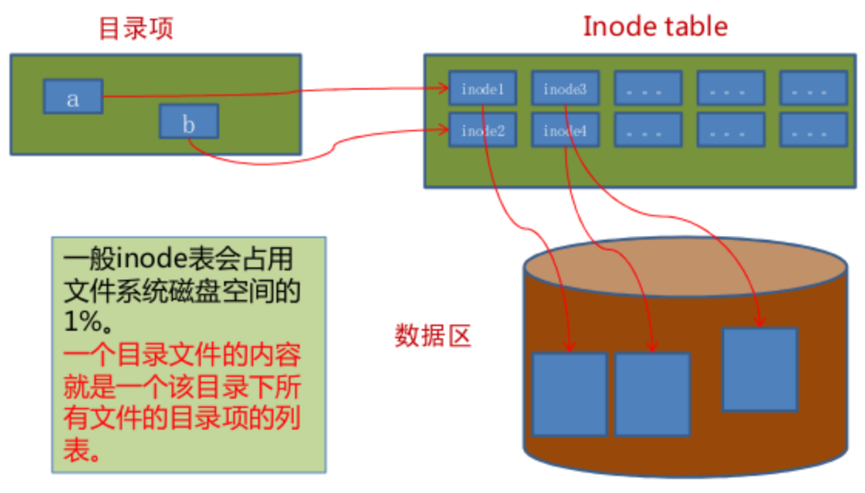 目录项
Inode table
a
inode1
inode3
。。。
。。。
。。。
b
inode2
inode4
。。。
。。。
。。。
一般inode表会占用
文件系统磁盘空间的
1%。
一个目录文件的内容
就是一个该目录下所
有文件的目录项的列
表。
数据区